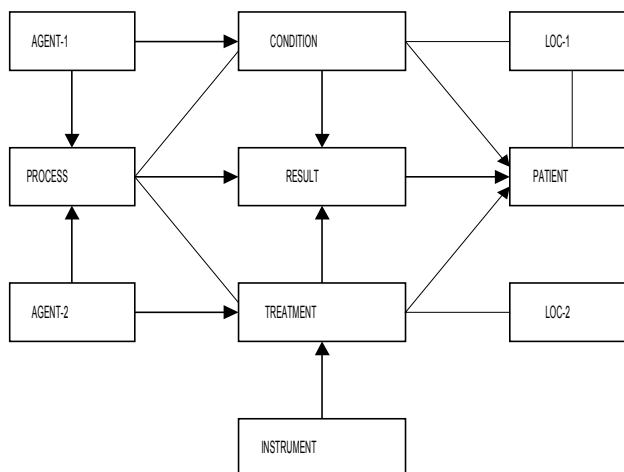 AGENT-1
CONDITION
LOC-1
PROCESS
RESULT
PATIENT
AGENT-2
TREATMENT
LOC-2
INSTRUMENT